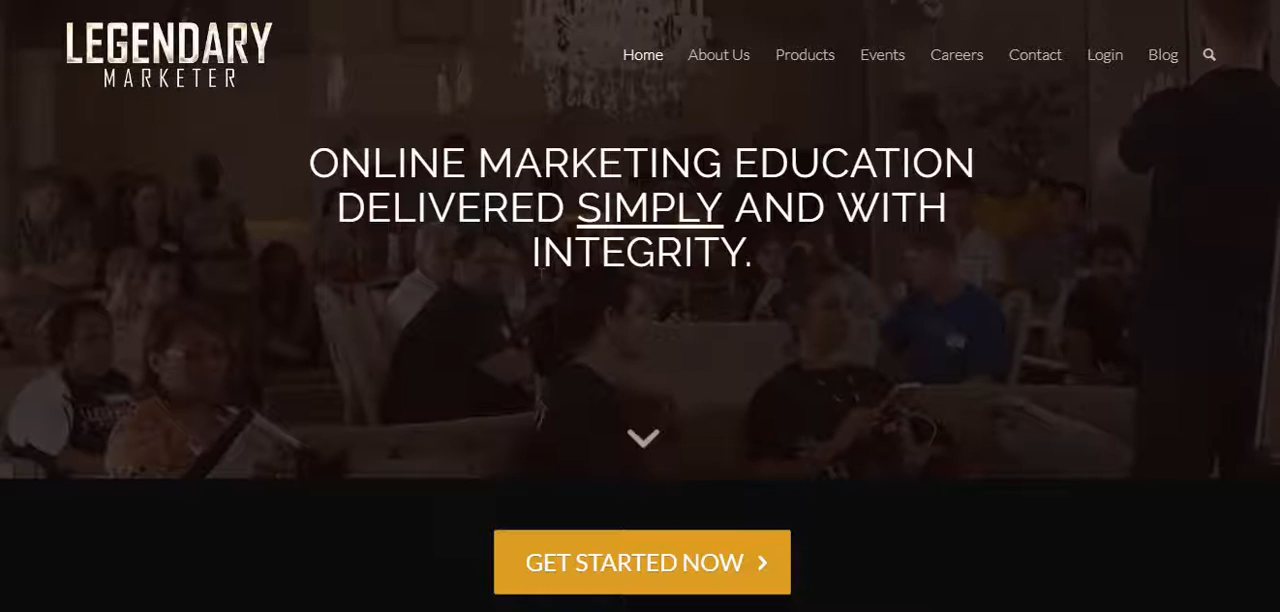 LEGENDARY
MARKETER
Home About Us Products Events Careers Contact Login Blog
ONLINE MARKETING EDUCATION
DELIVERED SIMPLY AND WITH
INTEGRITY.
GET STARTED NOW